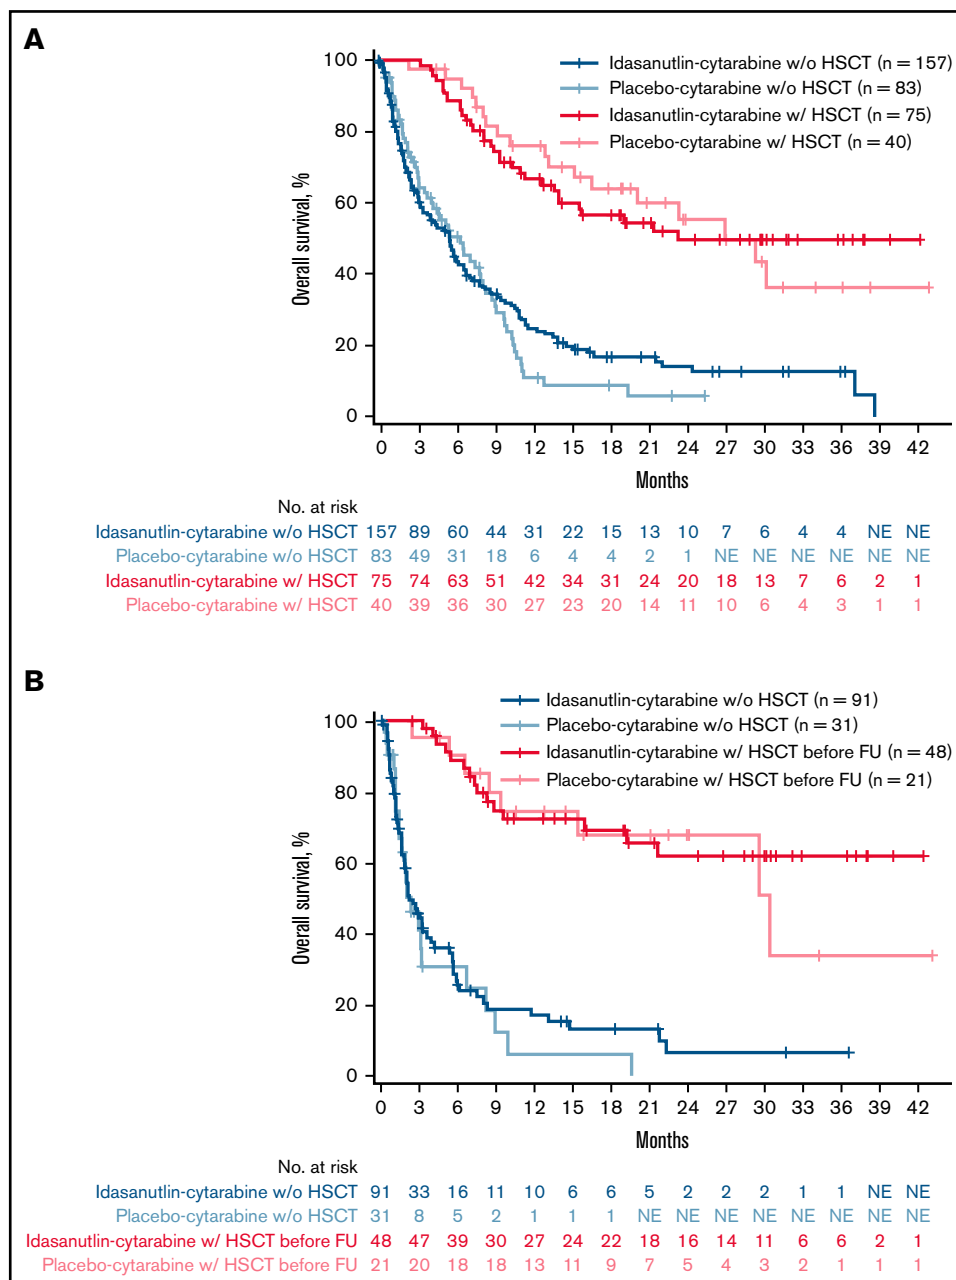 A
Idasanutlin-cytarabine w/o HSCT (n = 157)
Placebo-cytarabine w/o HSCT (n = 83)
Idasanutlin-cytarabine w/ HSCT (n = 75)
Placebo-cytarabine w/ HSCT (n = 40)
Overall survival, %
100
80
60
40
20
0
0 3 6 9 12 15 18 21 24 27 30 33 36 39 42
Months
No. at risk
Idasanutlin-cytarabine w/o HSCT 157 89 60 44 31 22 15 13 10 7 6 4 4 NE NE
Placebo-cytarabine w/o HSCT 83 49 31 18 6 4 4 2 1 NE NE NE NE NE NE
Idasanutlin-cytarabine w/ HSCT 75 74 63 51 42 34 31 24 20 18 13 7 6 2 1
Placebo-cytarabine w/ HSCT 40 39 36 30 27 23 20 14 11 10 6 4 3 1 1
B
Idasanutlin-cytarabine w/o HSCT (n = 91)
Placebo-cytarabine w/o HSCT (n = 31)
Idasanutlin-cytarabine w/ HSCT before FU (n = 48)
Placebo-cytarabine w/ HSCT before FU (n = 21)
Overall survival, %
100
80
60
40
20
0
0 3 6 9 12 15 18 21 24 27 30 33 36 39 42
Months
No. at risk
Idasanutlin-cytarabine w/o HSCT 91 33 16 11 10 6 6 5 2 2 2 1 1 NE NE
Placebo-cytarabine w/o HSCT 31 8 5 2 1 1 1 NE NE NE NE NE NE NE NE
Idasanutlin-cytarabine w/ HSCT before FU 48 47 39 30 27 24 22 18 16 14 11 6 6 2 1
Placebo-cytarabine w/ HSCT before FU 21 20 18 18 13 11 9 7 5 4 3 2 1 1 1